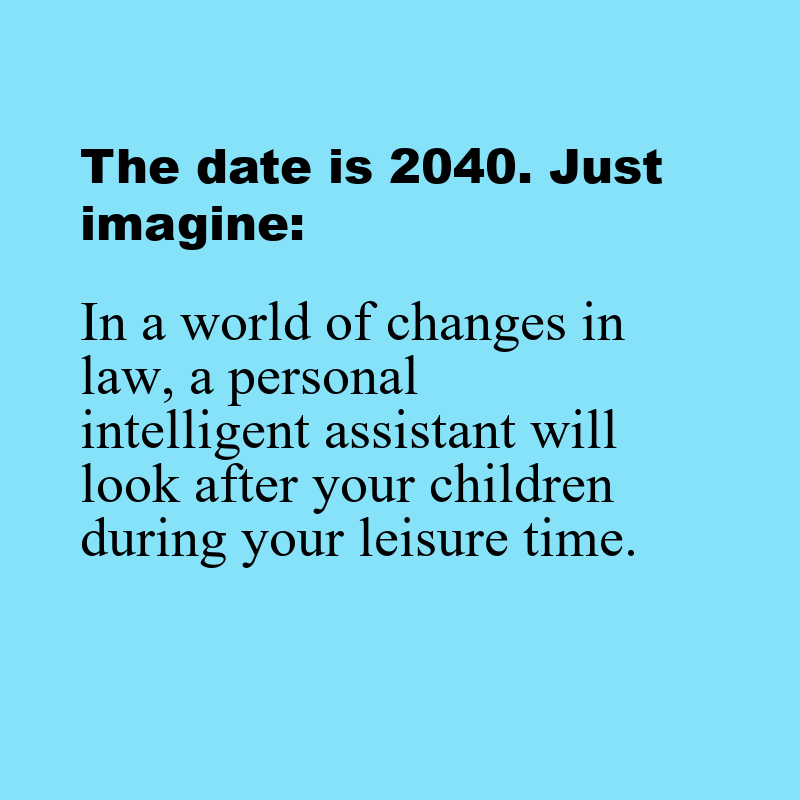 The date is 2040. Just
imagine:
In a world of changes in
law, a personal
intelligent assistant will
look after your children
during your leisure time.